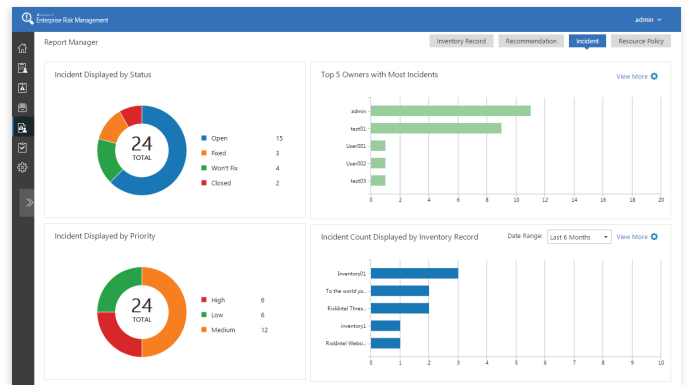 Enterprise Risk Management
admin
Report Manager
Inventory Record
Recommendation
Incident
Resource Policy
Incident Displayed by Status
24
TOTAL
Open 15
Fixed 3
Won't Fix 4
Closed 2
Top 5 Owners with Most Incidents
View More
admin
test01
User001
User002
test03
0 2 4 6 8 10 12 14 16 18 20
Incident Displayed by Priority
24
TOTAL
High 6
Low 6
Medium 12
Incident Count Displayed by Inventory Record
Date Range: Last 6 Months
View More
Inventory01
To the world yo..
RiskIntel Thres..
inventory1
RiskIntel Websi..
0 1 2 3 4 5 6 7 8 9 10